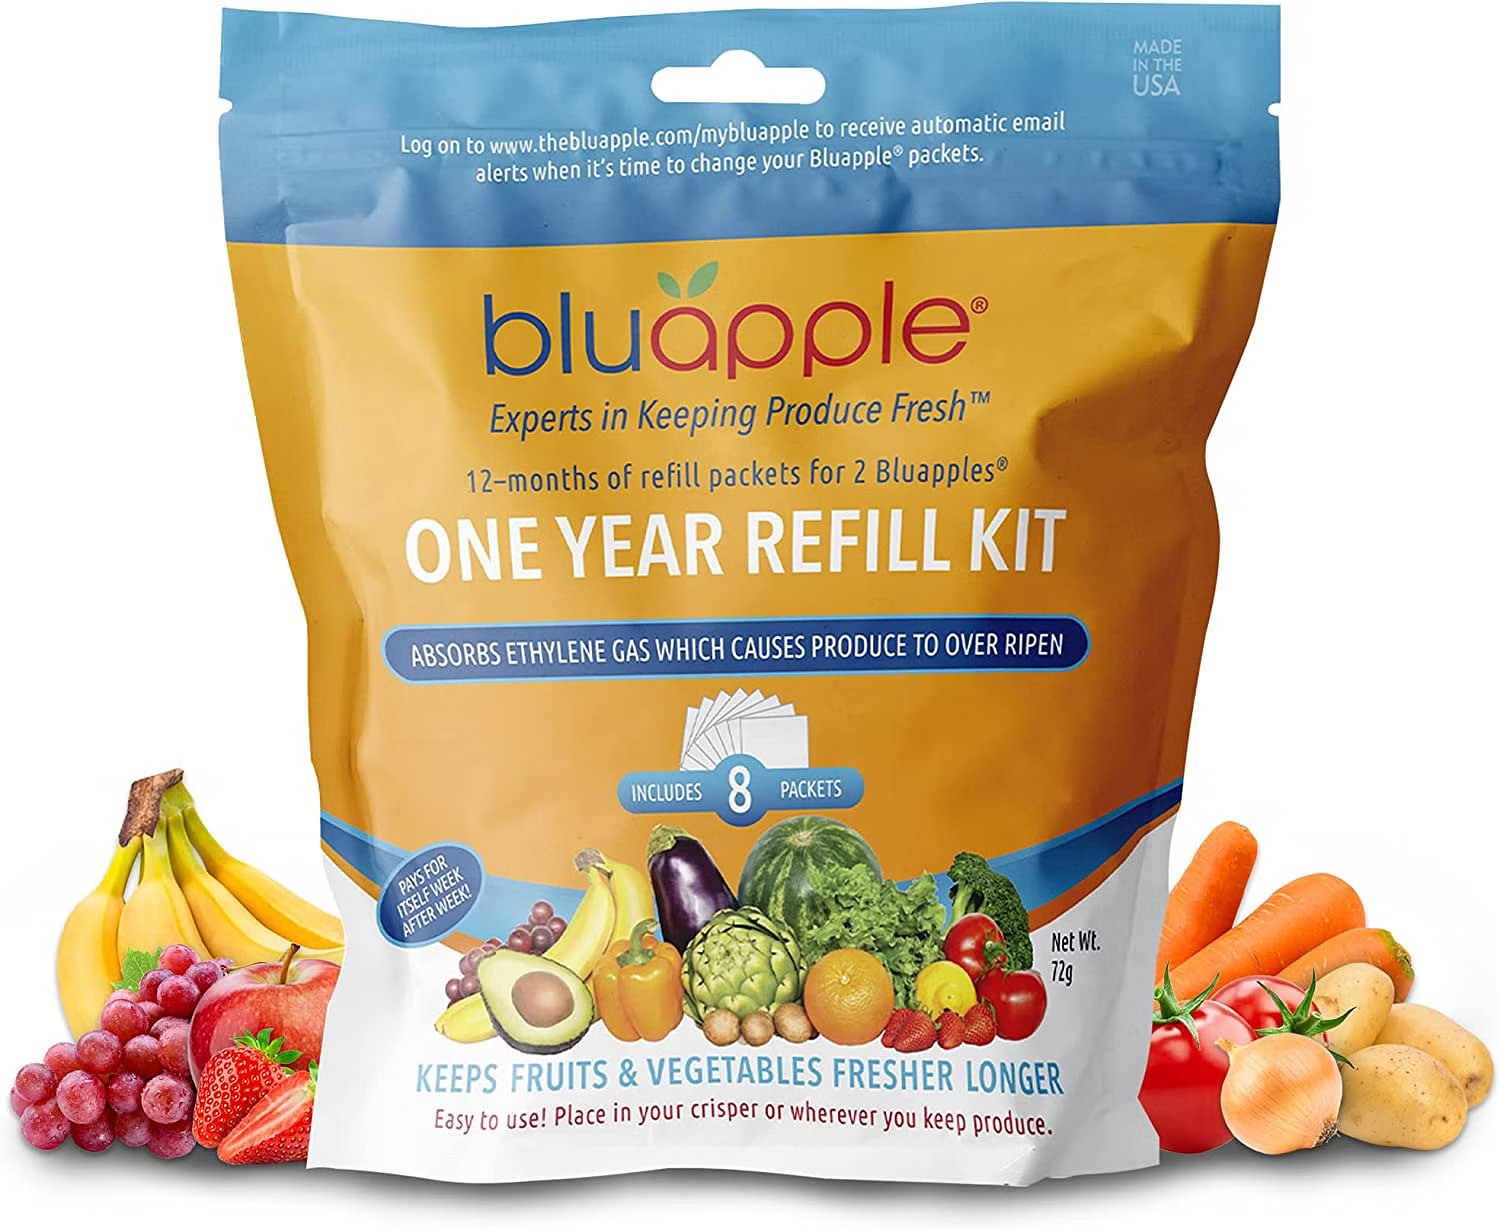 MADE
IN THE
USA
Log on to www.thebluapple.com/mybluapple to receive automatic email
alerts when it's time to change your Bluapple® packets.
bluapple®
Experts in Keeping Produce Fresh™
12–months of refill packets for 2 Bluapples®
ONE YEAR REFILL KIT
ABSORBS ETHYLENE GAS WHICH CAUSES PRODUCE TO OVER RIPEN
INCLUDES 8 PACKETS
PAYS FOR
ITSELF WEEK
AFTER WEEK!
Net Wt.
72g
KEEPS FRUITS & VEGETABLES FRESHER LONGER
Easy to use! Place in your crisper or wherever you keep produce.